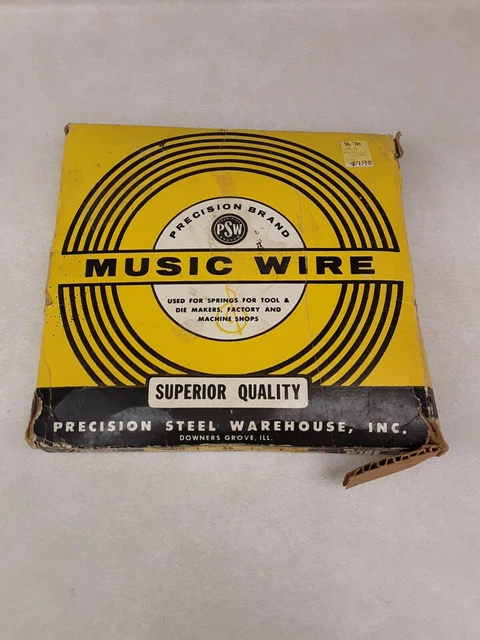 PRECISION BRAND
PSW
MUSIC WIRE
USED FOR SPRINGS FOR TOOL &
DIE MAKERS, FACTORY AND
MACHINE SHOPS
SUPERIOR QUALITY
PRECISION STEEL WAREHOUSE, INC.
DOWNERS GROVE, ILL.